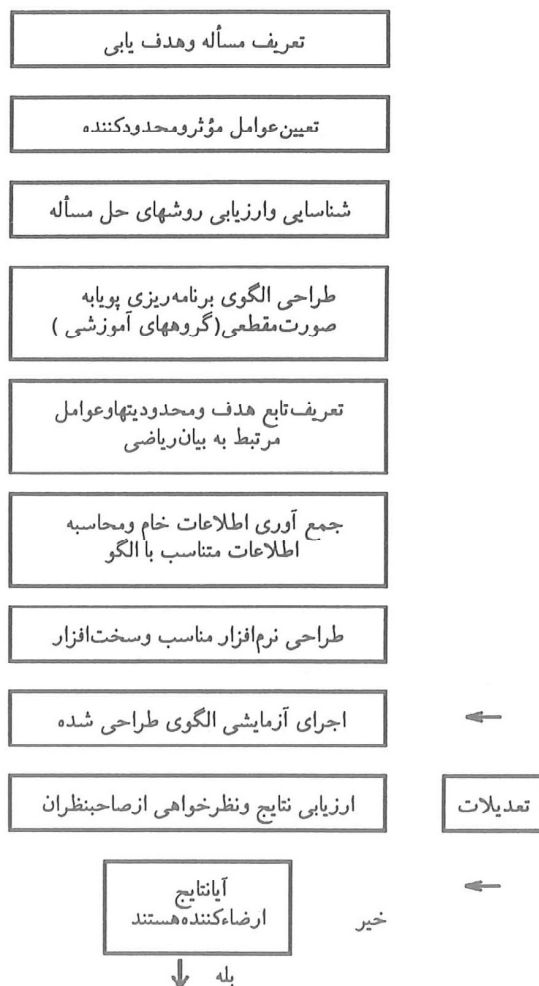 تعریف مسأله وهدف یابی
تعیین‌عوامل مؤثرومحدودکننده
شناسایی وارزیابی روشهای حل مسأله
طراحی الگوی برنامه‌ریزی پویابه
صورت‌مقطعی(گروههای آموزشی )
تعریف‌تابع هدف ومحدودیتهاوعوامل
مرتبط به بیان‌ریاضی
جمع آوری اطلاعات خام ومحاسبه
اطلاعات متناسب با الگو
طراحی نرم‌افزار مناسب وسخت‌افزار
اجرای آزمایشی الگوی طراحی شده
ارزیابی نتایج ونظرخواهی ازصاحبنظران
تعدیلات
آیانتایج
ارضاءکننده‌هستند
خیر
بله